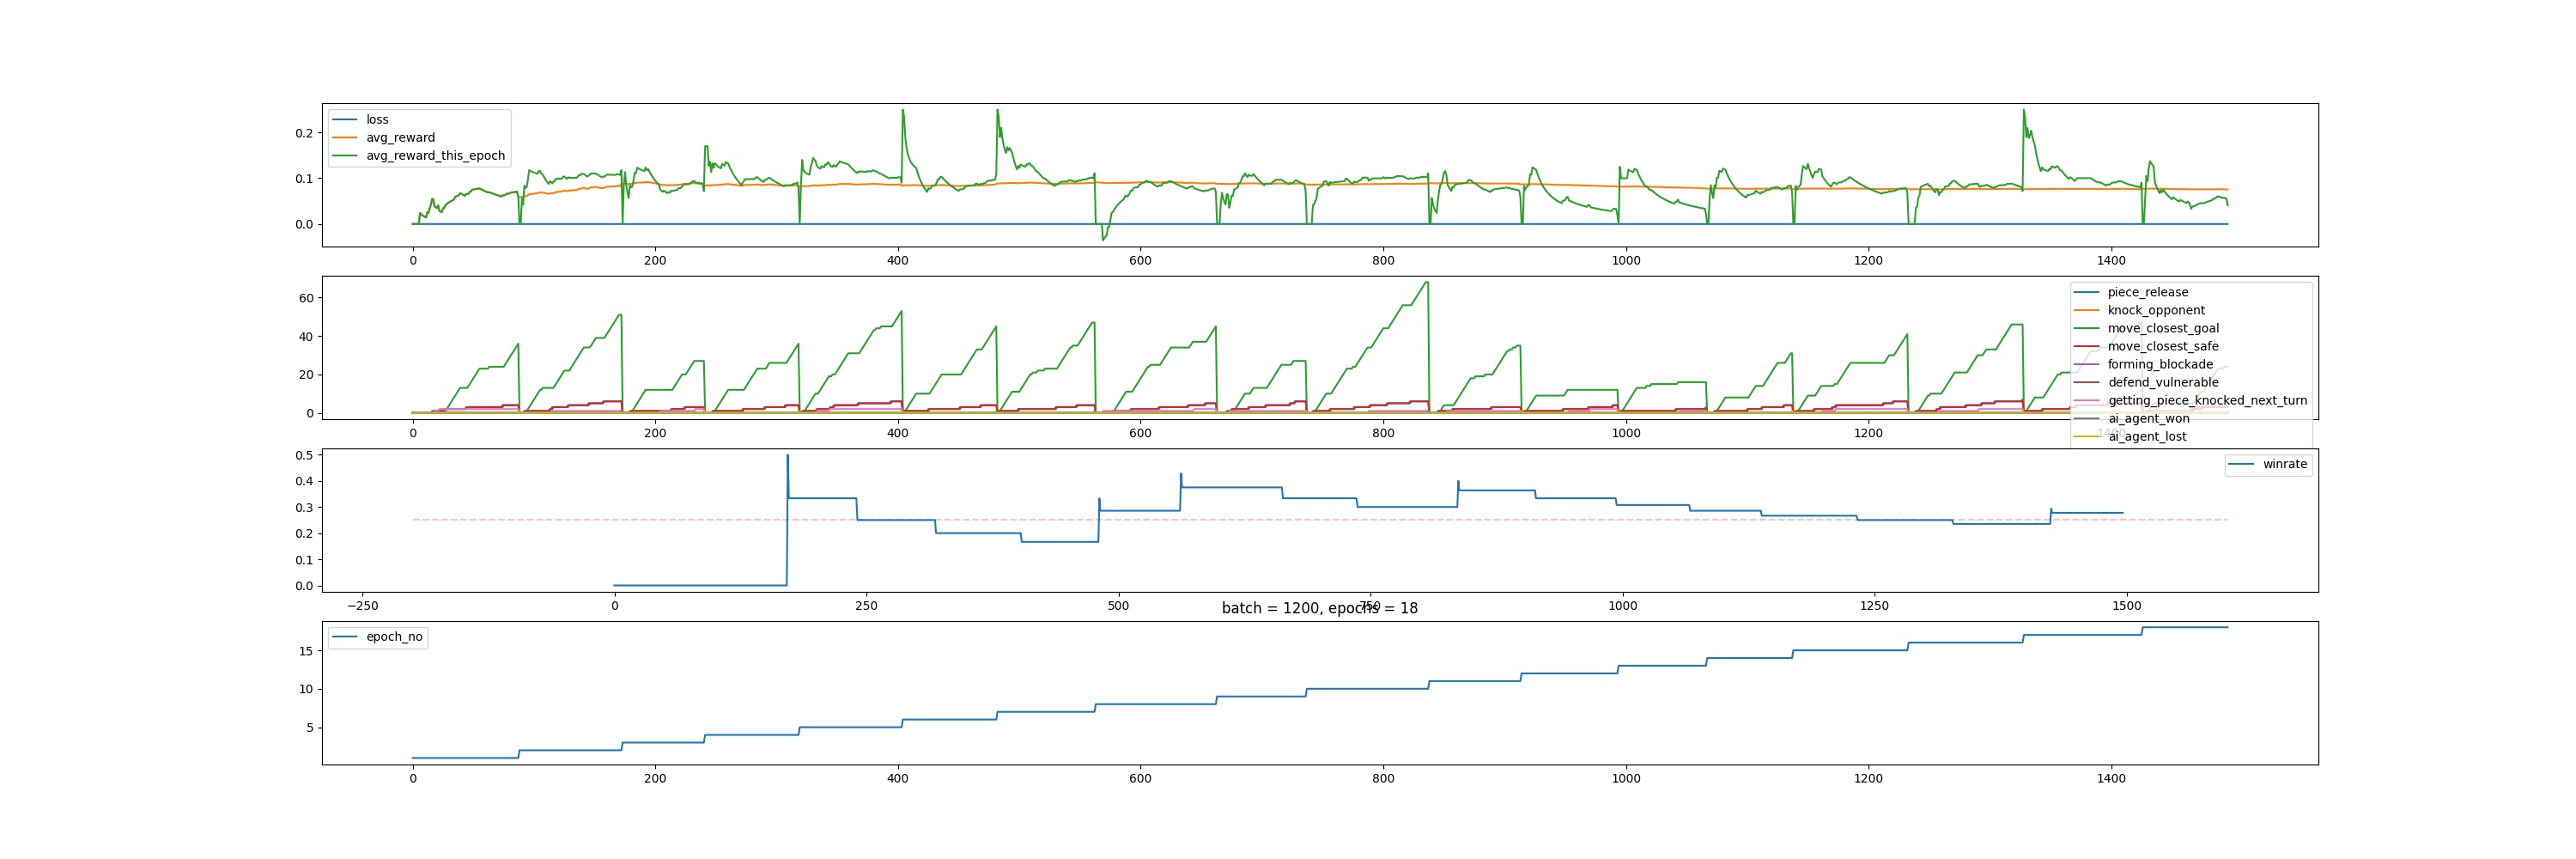 loss
avg_reward
avg_reward_this_epoch
0.2
0.1
0.0
0 200 400 600 800 1000 1200 1400
piece_release
knock_opponent
move_closest_goal
move_closest_safe
forming_blockade
defend_vulnerable
getting_piece_knocked_next_turn
ai_agent_won
ai_agent_lost
60
40
20
0
0 200 400 600 800 1000 1200 1400
winrate
0.5
0.4
0.3
0.2
0.1
0.0
−250 0 250 500 750 1000 1250 1500
batch = 1200, epochs = 18
epoch_no
15
10
5
0 200 400 600 800 1000 1200 1400